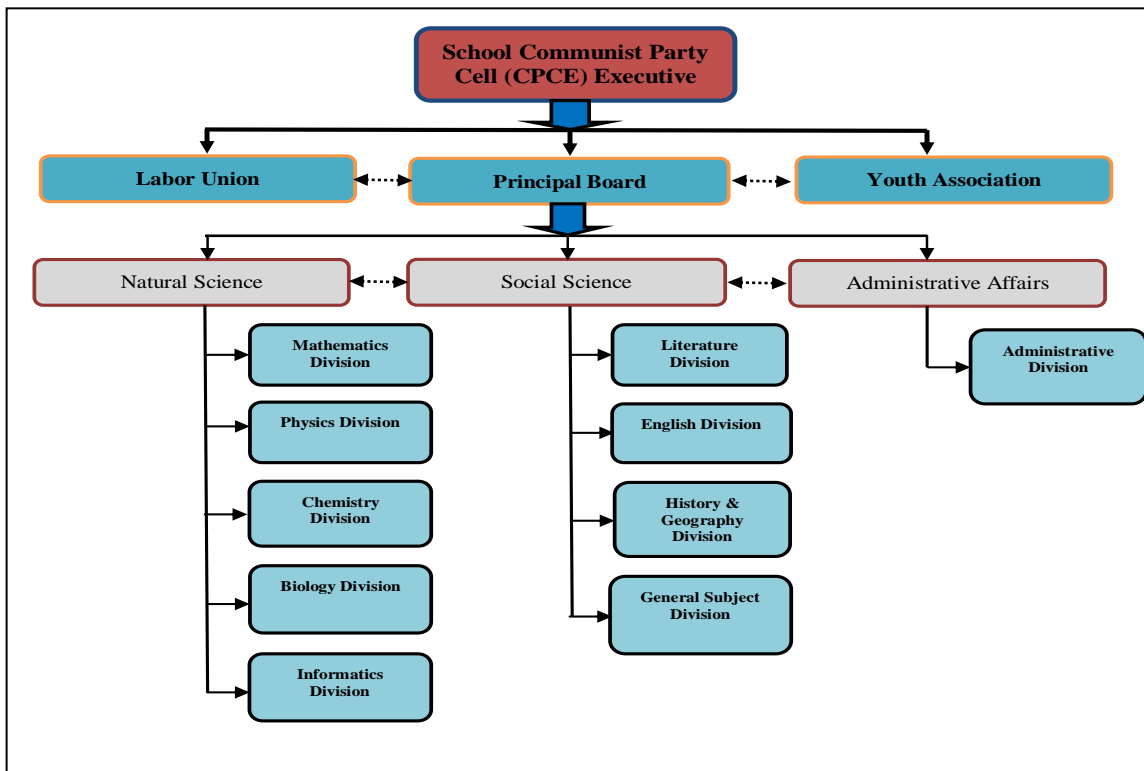 School Communist Party
Cell (CPCE) Executive
Labor Union
Principal Board
Youth Association
Natural Science
Social Science
Administrative Affairs
Mathematics
Division
Physics Division
Chemistry
Division
Biology Division
Informatics
Division
Literature
Division
English Division
History &
Geography
Division
General Subject
Division
Administrative
Division